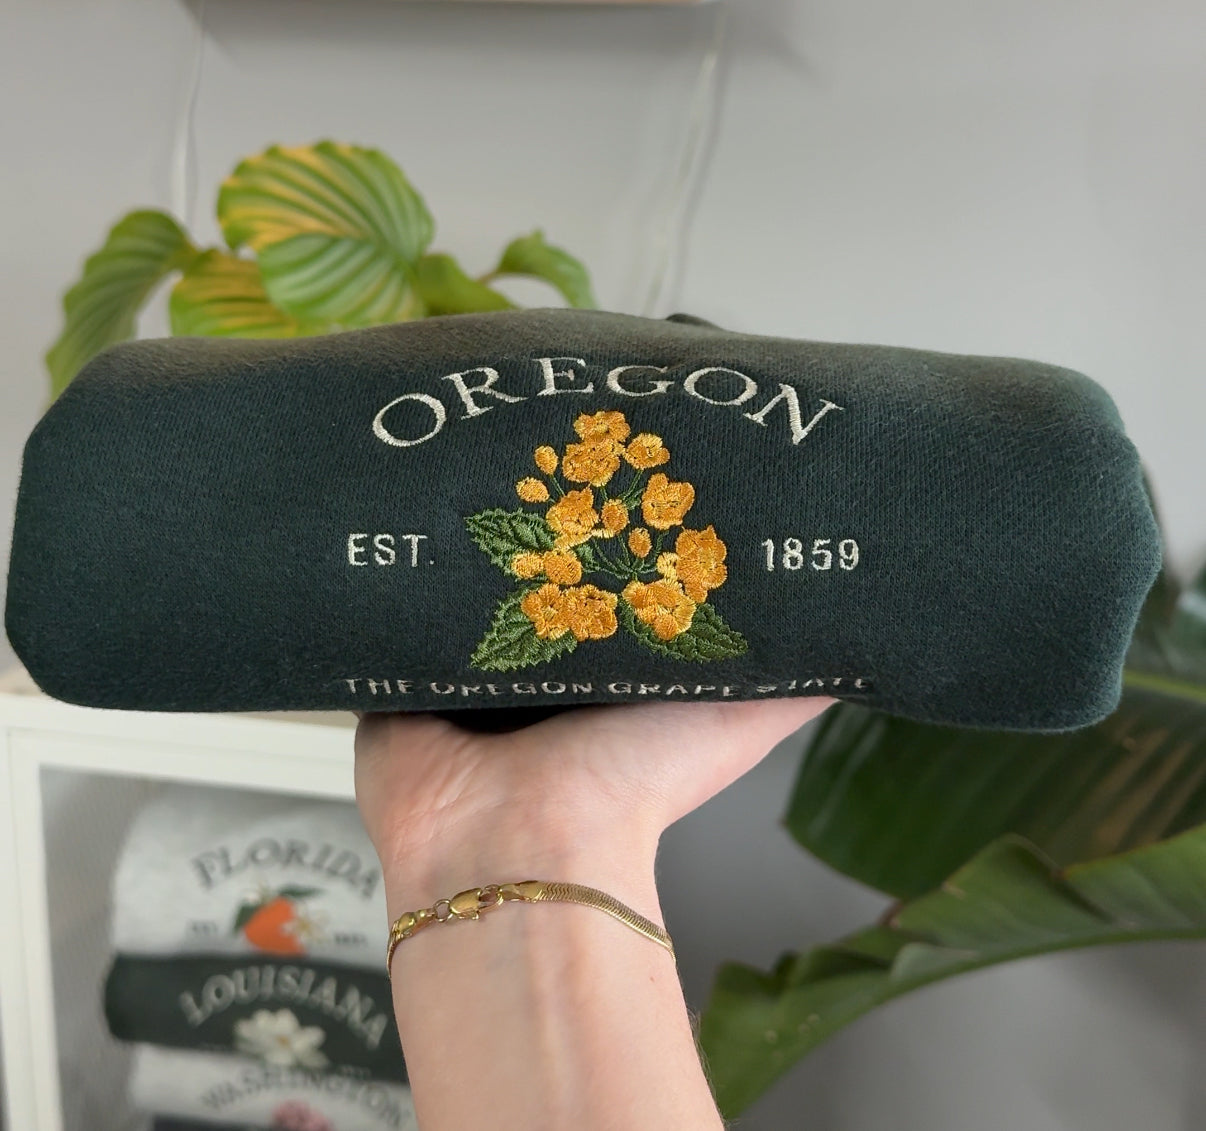 OREGON
EST. 1859
THE OREGON GRAPE STATE
FLORIDA
LOUISIANA
WASHINGTON